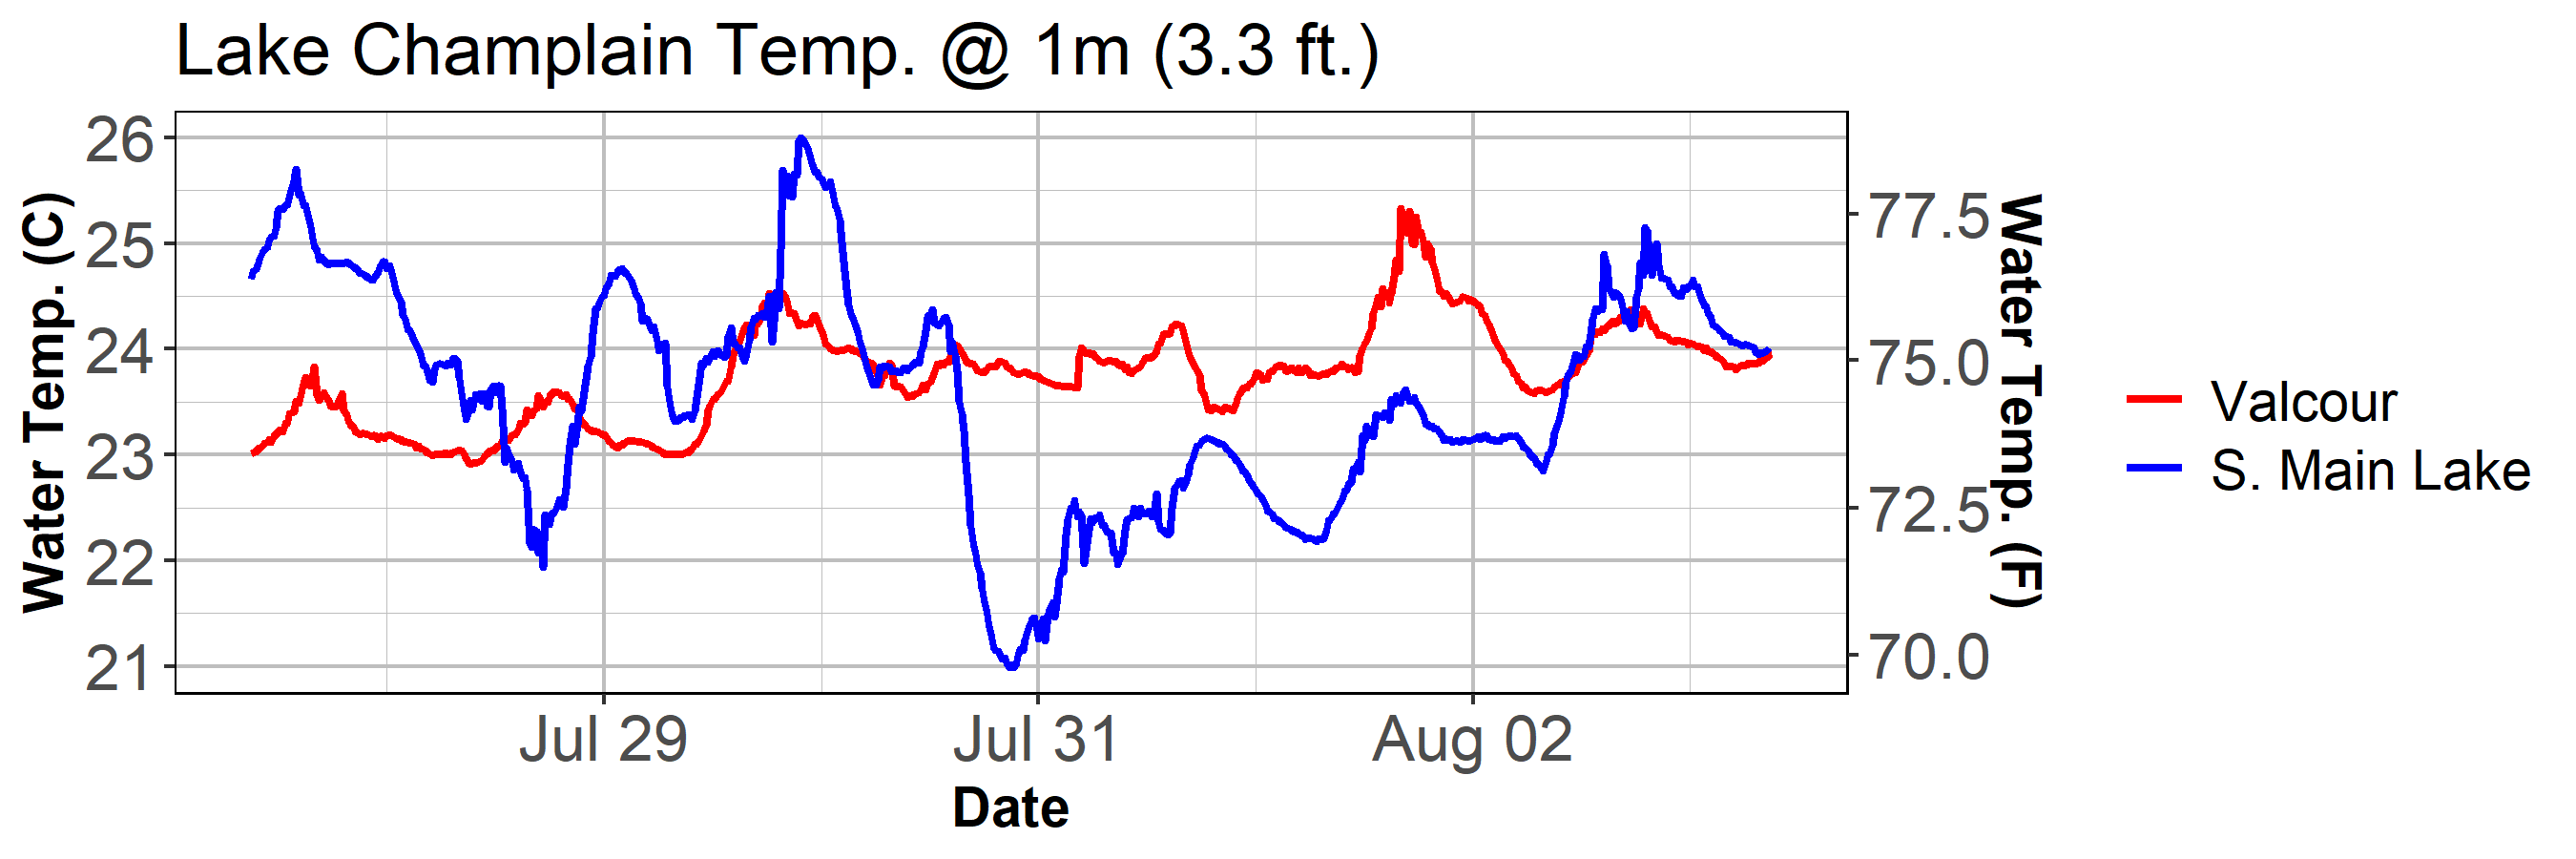 Lake Champlain Temp. @ 1m (3.3 ft.)
Water Temp. (C)
26
25
24
23
22
21
77.5
75.0
72.5
70.0
Water Temp. (F)
Jul 29
Jul 31
Aug 02
Date
Valcour
S. Main Lake